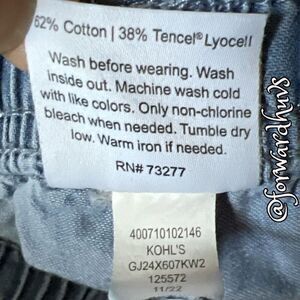 62% Cotton | 38% Tencel® Lyocell
Wash before wearing. Wash
inside out. Machine wash cold
with like colors. Only non-chlorine
bleach when needed. Tumble dry
low. Warm iron if needed.
RN# 73277
400710102146
KOHL'S
GJ24X607KW2
125572
11/22
@forwardhuvs